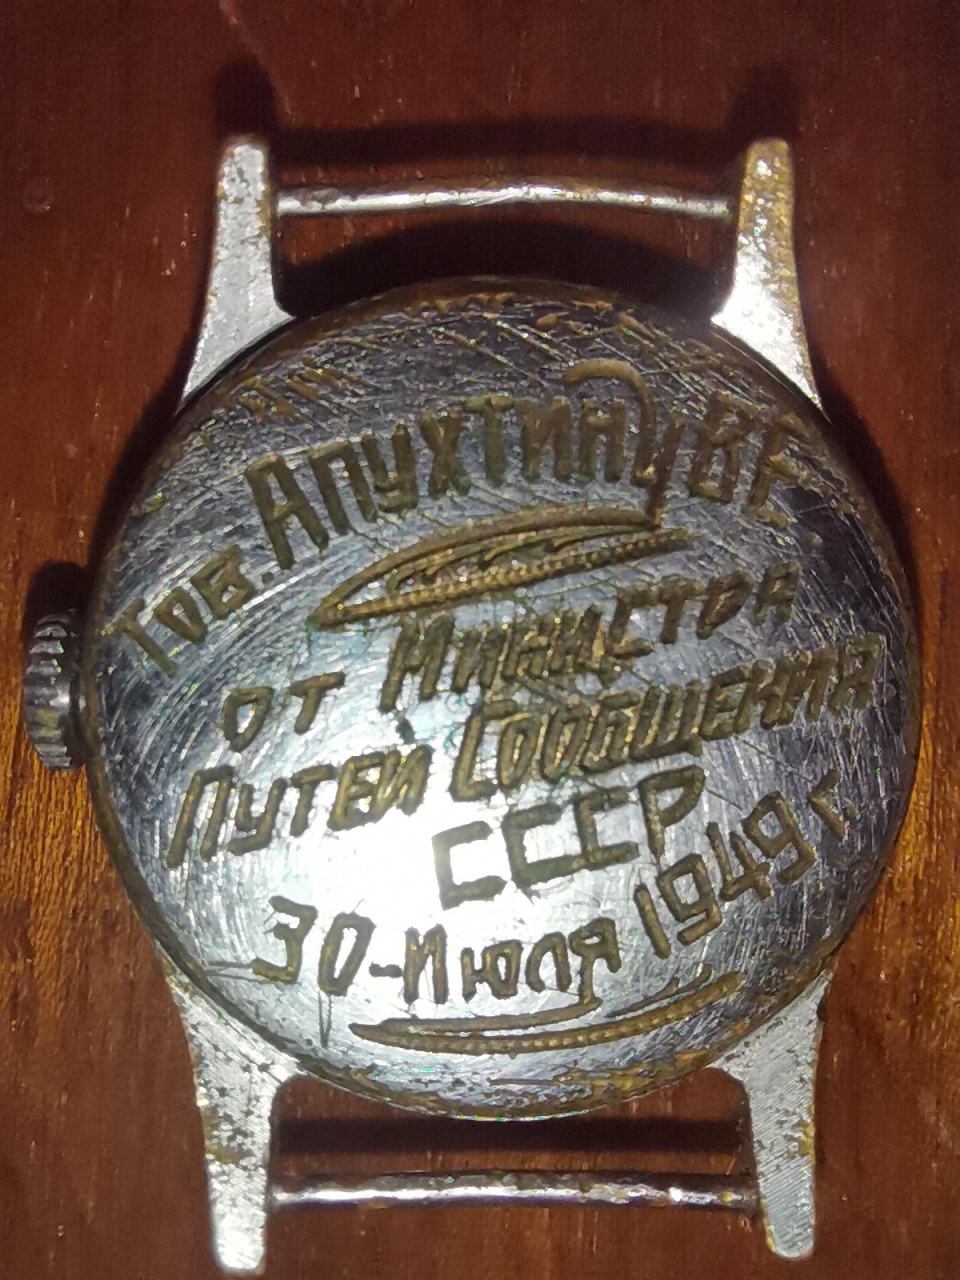 Тов. Апухтину В Е
от Министра
Путей Сообщения
СССР
30-Июля 1949 г.